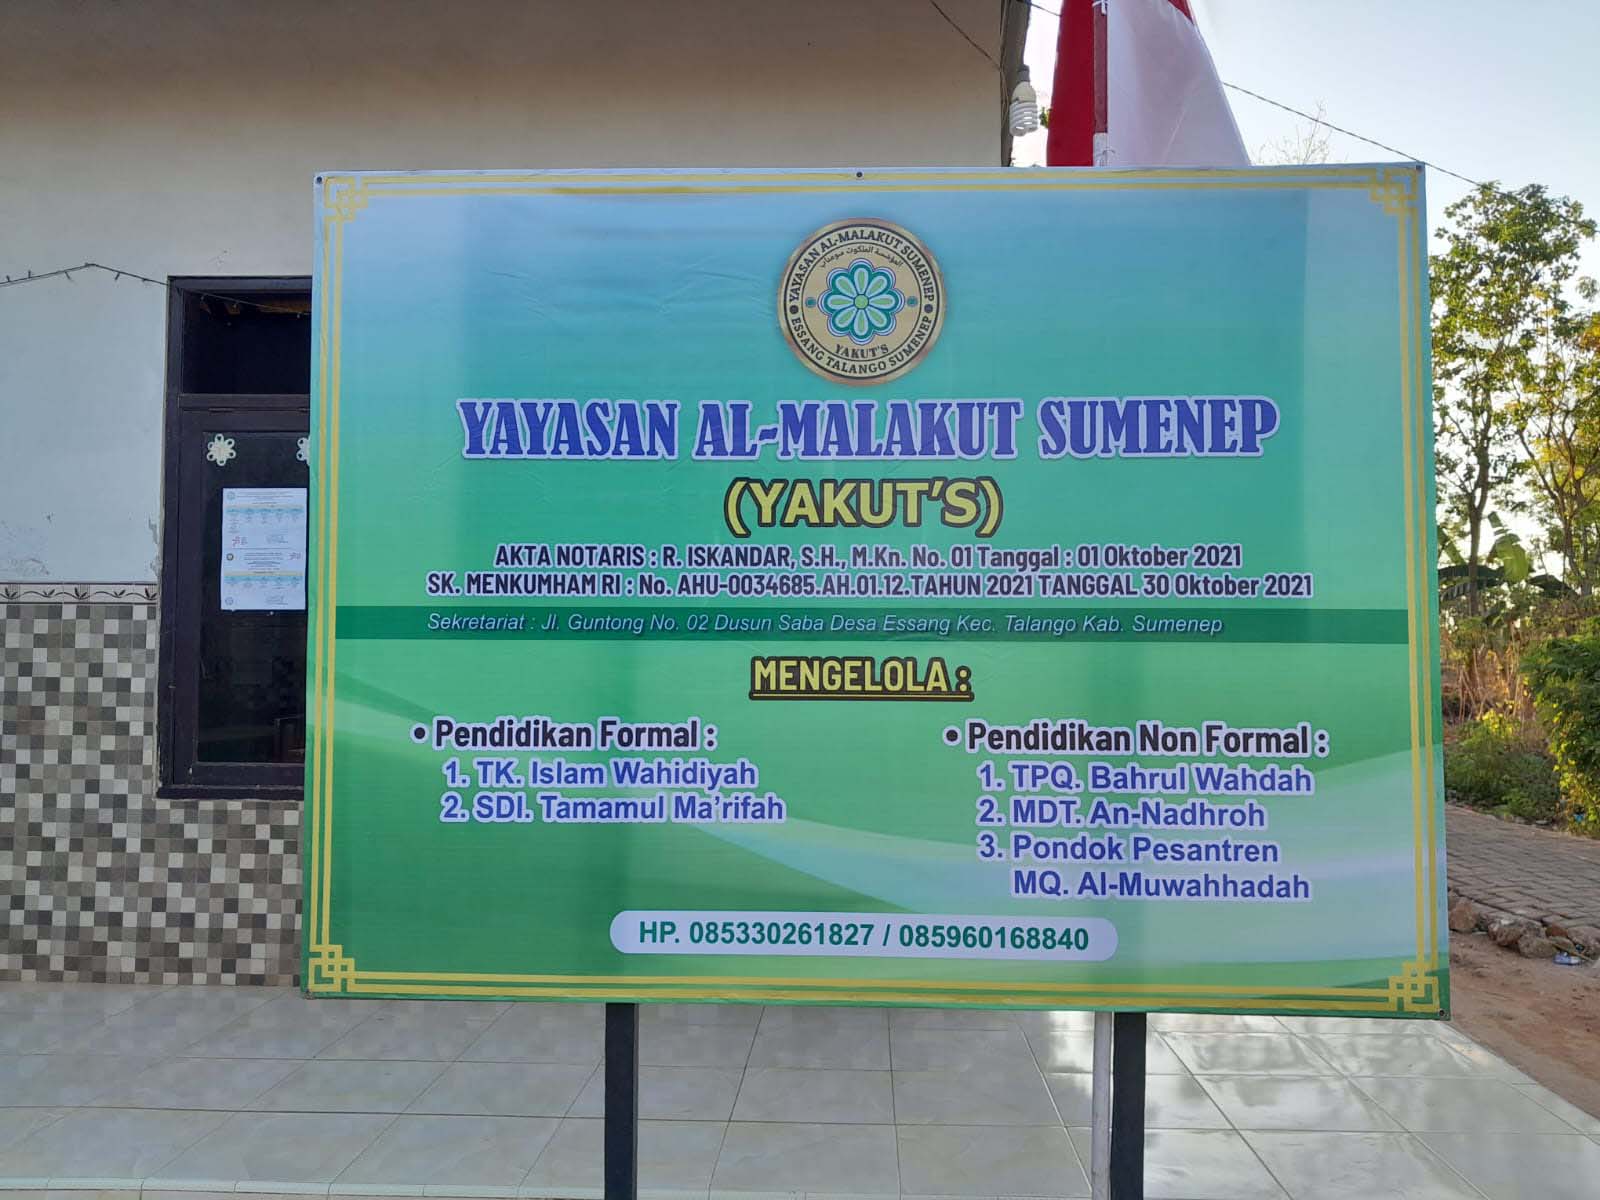 YAYASAN AL-MALAKUT SUMENEP
YAKUT'S
ESSANG TALANGO SUMENEP
YAYASAN AL-MALAKUT SUMENEP
(YAKUT'S)
AKTA NOTARIS : R. ISKANDAR, S.H., M.Kn. No. 01 Tanggal : 01 Oktober 2021
SK. MENKUMHAM RI : No. AHU-0034685.AH.01.12.TAHUN 2021 TANGGAL 30 Oktober 2021
Sekretariat : Jl. Guntong No. 02 Dusun Saba Desa Essang Kec. Talango Kab. Sumenep
MENGELOLA :
• Pendidikan Formal :
1. TK. Islam Wahidiyah
2. SDI. Tamamul Ma'rifah
• Pendidikan Non Formal :
1. TPQ. Bahrul Wahdah
2. MDT. An-Nadhroh
3. Pondok Pesantren
MQ. Al-Muwahhadah
HP. 085330261827 / 085960168840